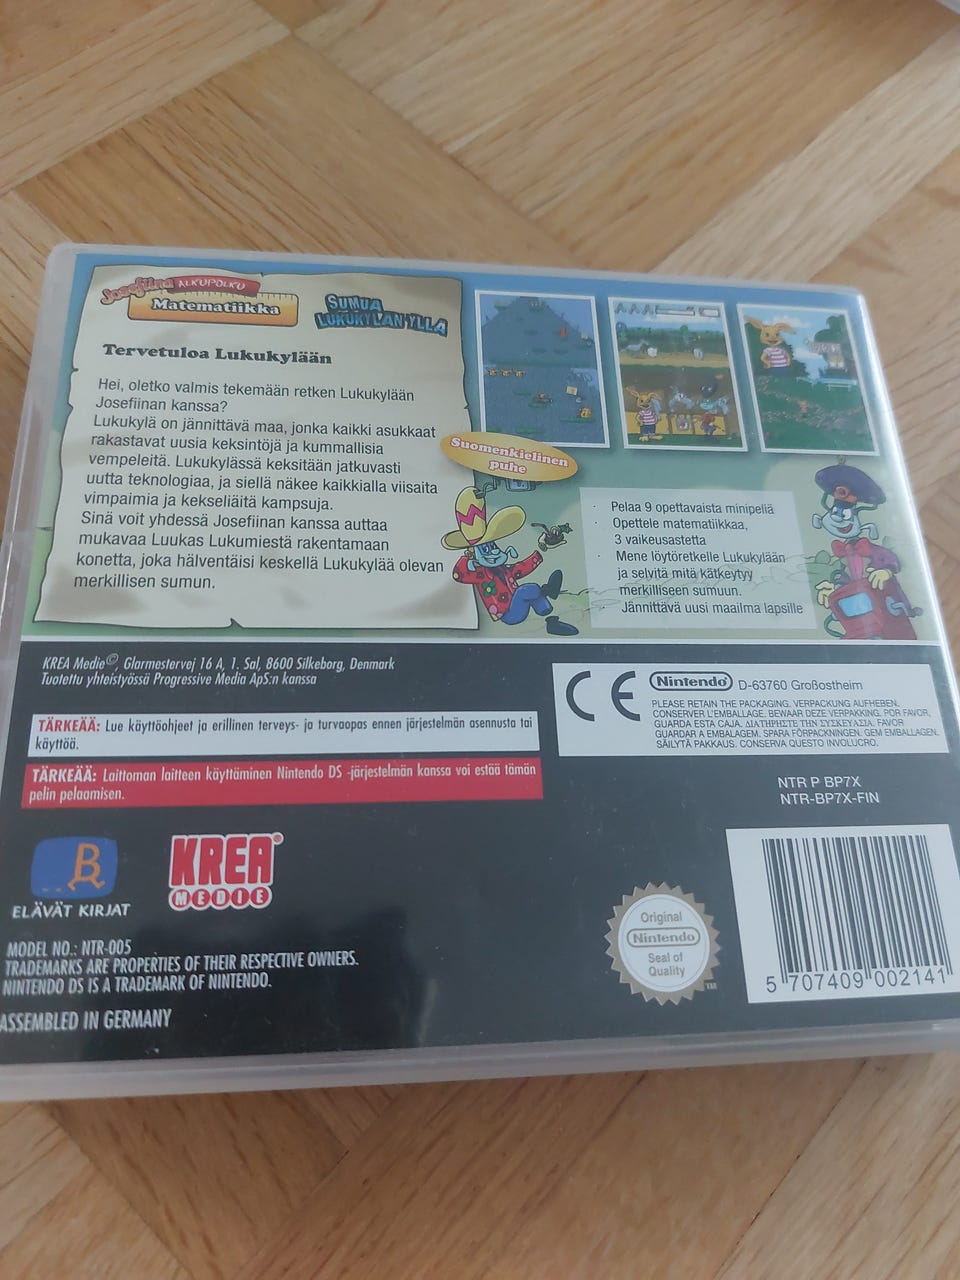 Josefiina
ALKUPOLKU
Matematiikka
SUMUA
LUKUKYLÄN YLLÄ
Tervetuloa Lukukylään
Hei, oletko valmis tekemään retken Lukukylään
Josefiinan kanssa?
Lukukylä on jännittävä maa, jonka kaikki asukkaat
rakastavat uusia keksintöjä ja kummallisia
vempeleitä. Lukukylässä keksitään jatkuvasti
uutta teknologiaa, ja siellä näkee kaikkialla viisaita
vimpaimia ja kekseliäitä kampsuja.
Sinä voit yhdessä Josefiinan kanssa auttaa
mukavaa Luukas Lukumiestä rakentamaan
konetta, joka hälventäisi keskellä Lukukylää olevan
merkillisen sumun.
Suomenkielinen
puhe
· Pelaa 9 opettavaista minipeliä
· Opettele matematiikkaa,
3 vaikeusastetta
· Mene löytöretkelle Lukukylään
ja selvitä mitä kätkeytyy
merkilliseen sumuun.
· Jännittävä uusi maailma lapsille
KREA Medie©, Glarmestervej 16 A, 1. Sal, 8600 Silkeborg, Denmark
Tuotettu yhteistyössä Progressive Media ApS:n kanssa
TÄRKEÄÄ: Lue käyttöohjeet ja erillinen terveys- ja turvaopas ennen järjestelmän asennusta tai
käyttöä.
TÄRKEÄÄ: Laittoman laitteen käyttäminen Nintendo DS -järjestelmän kanssa voi estää tämän
pelin pelaamisen.
CE
Nintendo® D-63760 Großostheim
PLEASE RETAIN THE PACKAGING. VERPACKUNG AUFHEBEN.
CONSERVER L'EMBALLAGE. BEWAAR DEZE VERPAKKING. POR FAVOR,
GUARDA ESTA CAJA. ΔΙΑΤΗΡΗΣΤΕ ΤΗΝ ΣΥΣΚΕΥΑΣΙΑ. FAVOR
GUARDAR A EMBALAGEM. SPARA FÖRPACKNINGEN. GEM EMBALLAGEN.
SÄILYTÄ PAKKAUS. CONSERVA QUESTO INVOLUCRO.
NTR P BP7X
NTR-BP7X-FIN
ELÄVÄT KIRJAT
KREA®
MEDIE
MODEL NO.: NTR-005
TRADEMARKS ARE PROPERTIES OF THEIR RESPECTIVE OWNERS.
NINTENDO DS IS A TRADEMARK OF NINTENDO.
ASSEMBLED IN GERMANY
Original
Nintendo
Seal of
Quality
TM
5 707409 002141